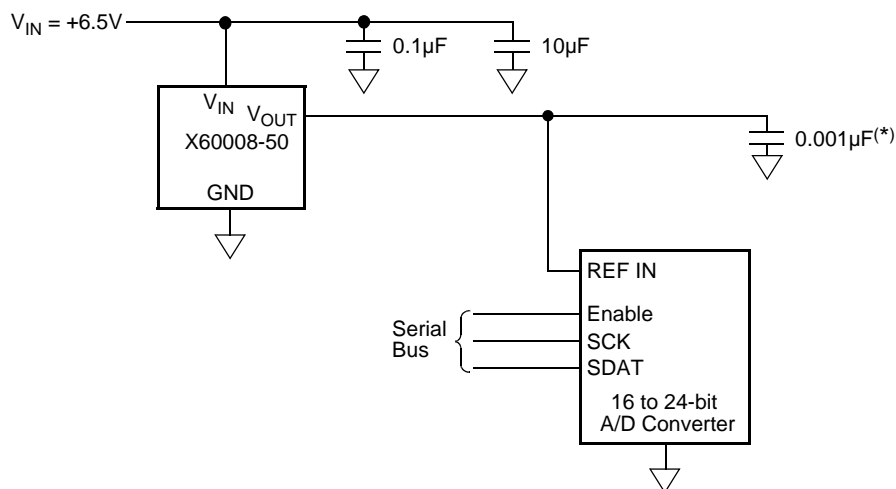 V_IN = +6.5V
0.1µF
10µF
V_IN
V_OUT
X60008-50
GND
0.001µF(*)
REF IN
Enable
SCK
SDAT
Serial
Bus
16 to 24-bit
A/D Converter